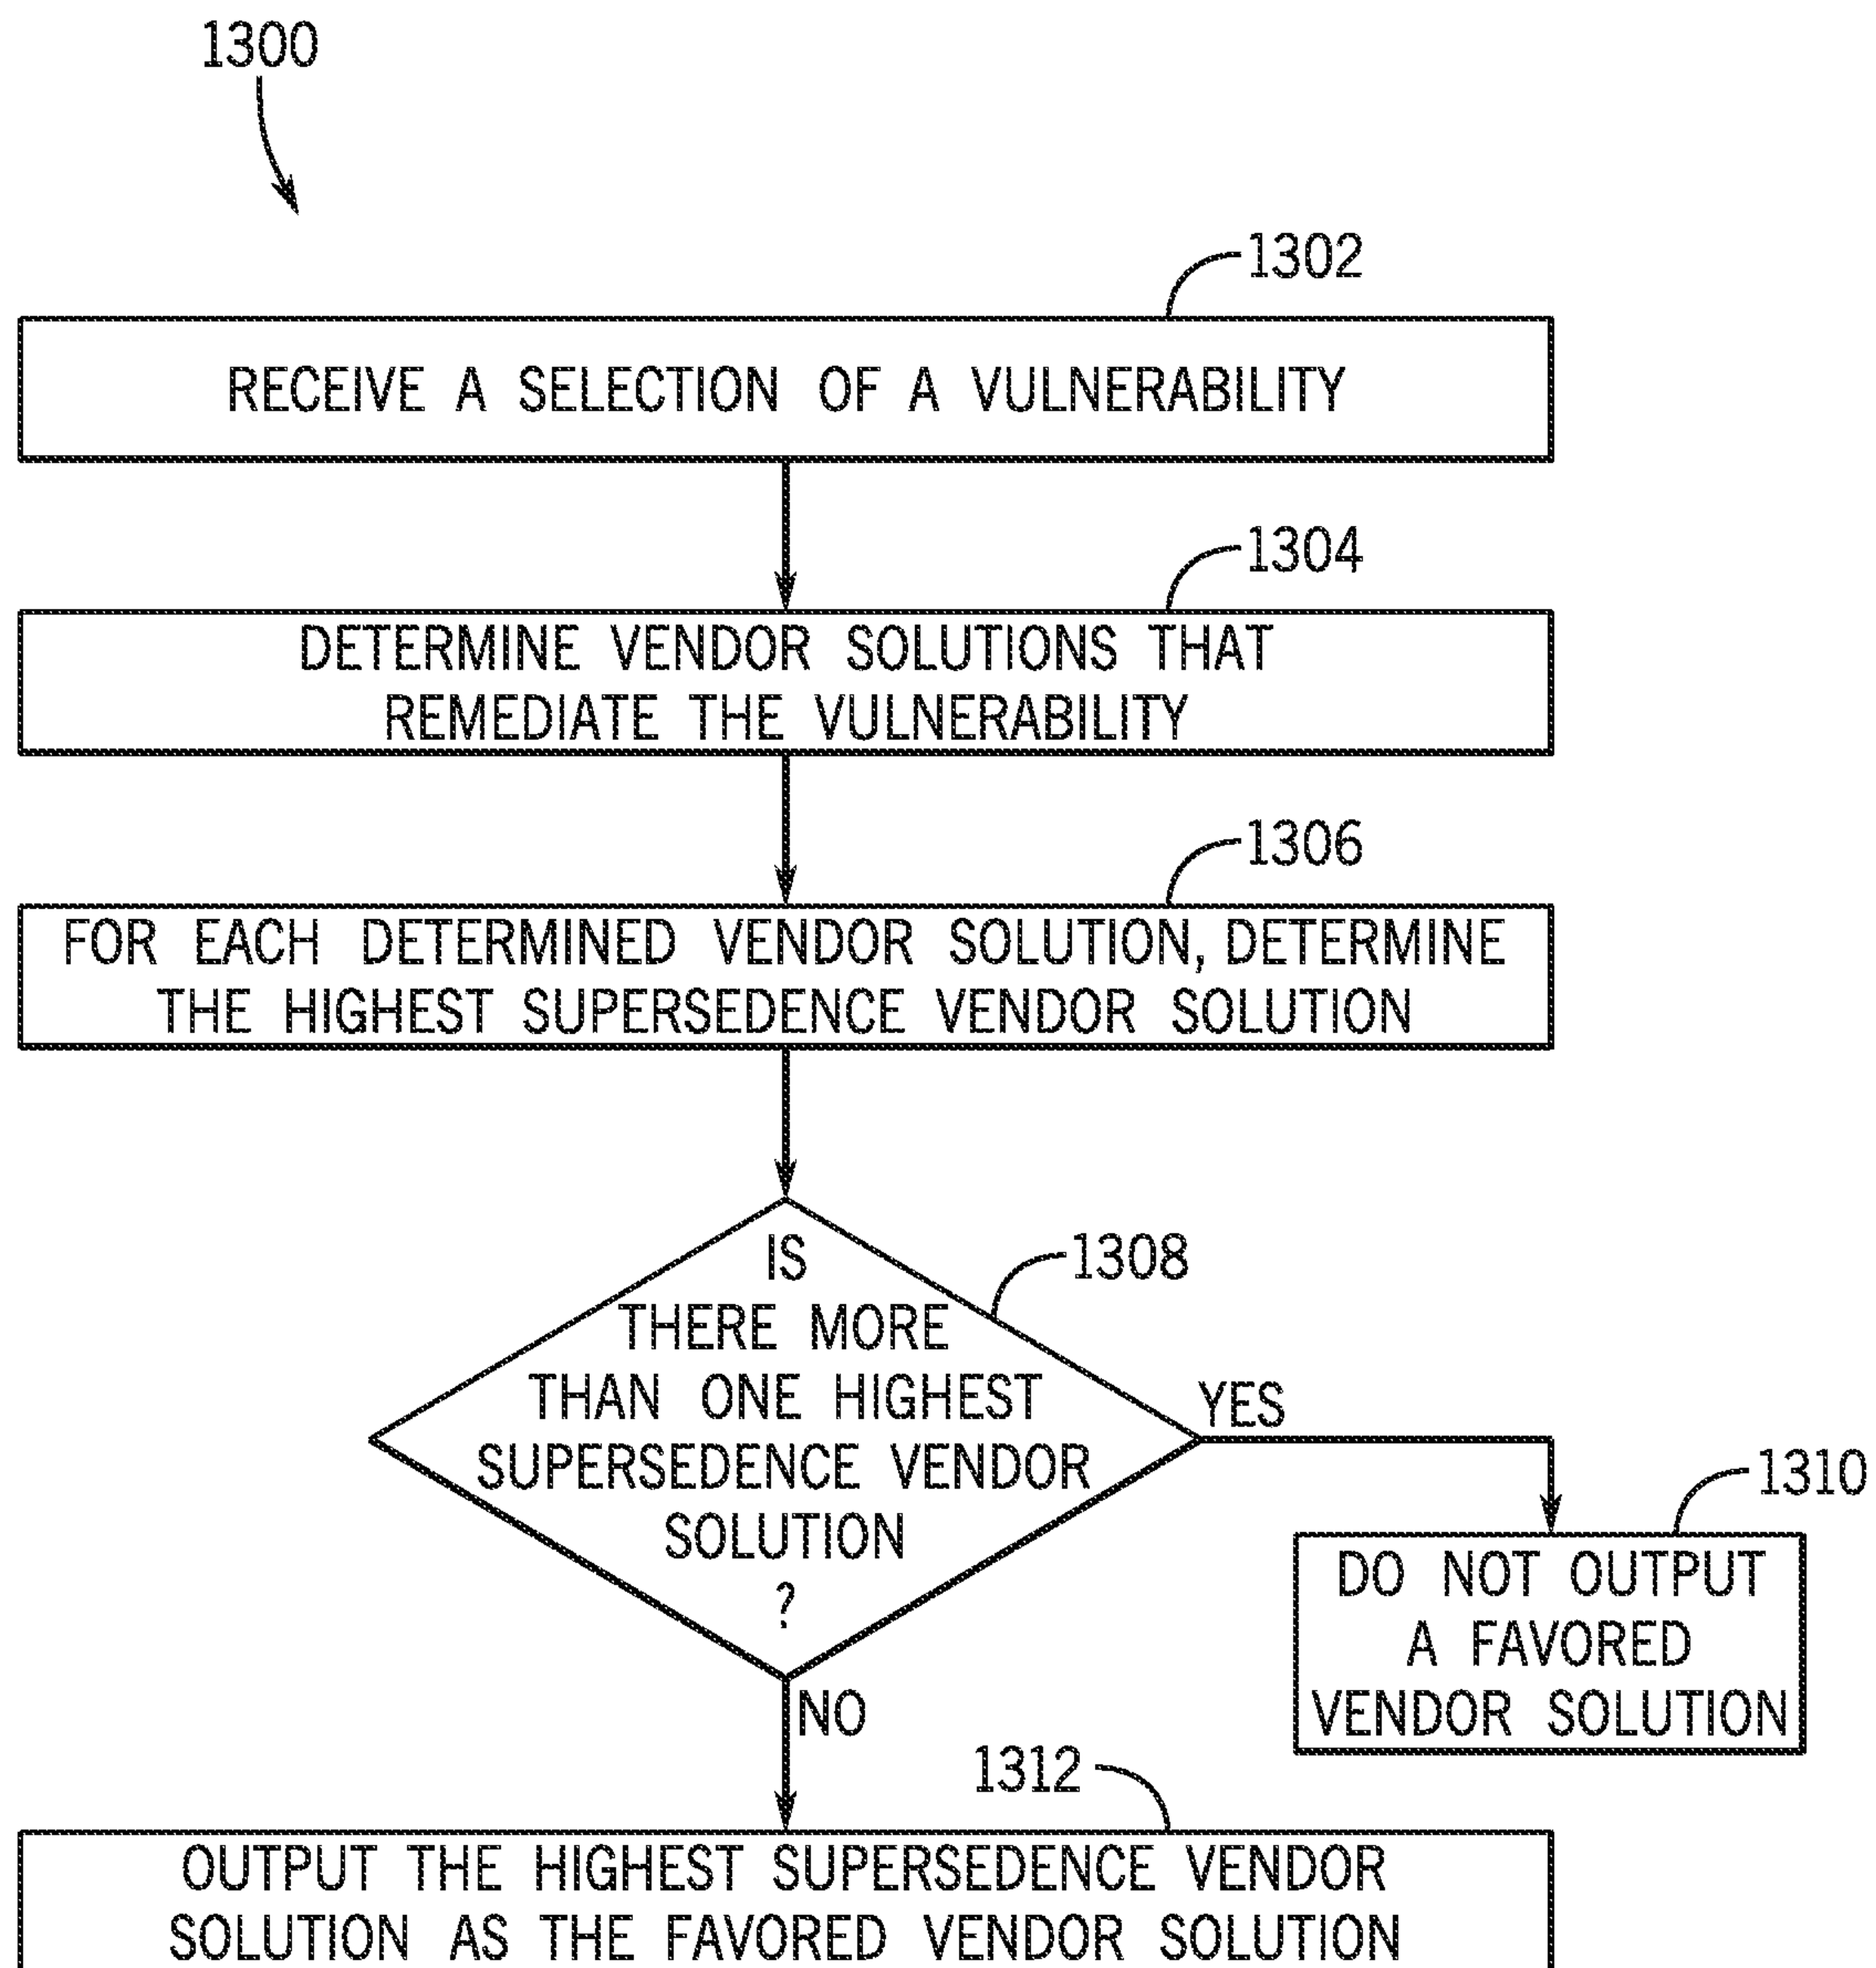 1300
1302
RECEIVE A SELECTION OF A VULNERABILITY
1304
DETERMINE VENDOR SOLUTIONS THAT
REMEDIATE THE VULNERABILITY
1306
FOR EACH DETERMINED VENDOR SOLUTION, DETERMINE
THE HIGHEST SUPERSEDENCE VENDOR SOLUTION
1308
IS
THERE MORE
THAN ONE HIGHEST
SUPERSEDENCE VENDOR
SOLUTION
?
YES
1310
DO NOT OUTPUT
A FAVORED
VENDOR SOLUTION
NO
1312
OUTPUT THE HIGHEST SUPERSEDENCE VENDOR
SOLUTION AS THE FAVORED VENDOR SOLUTION